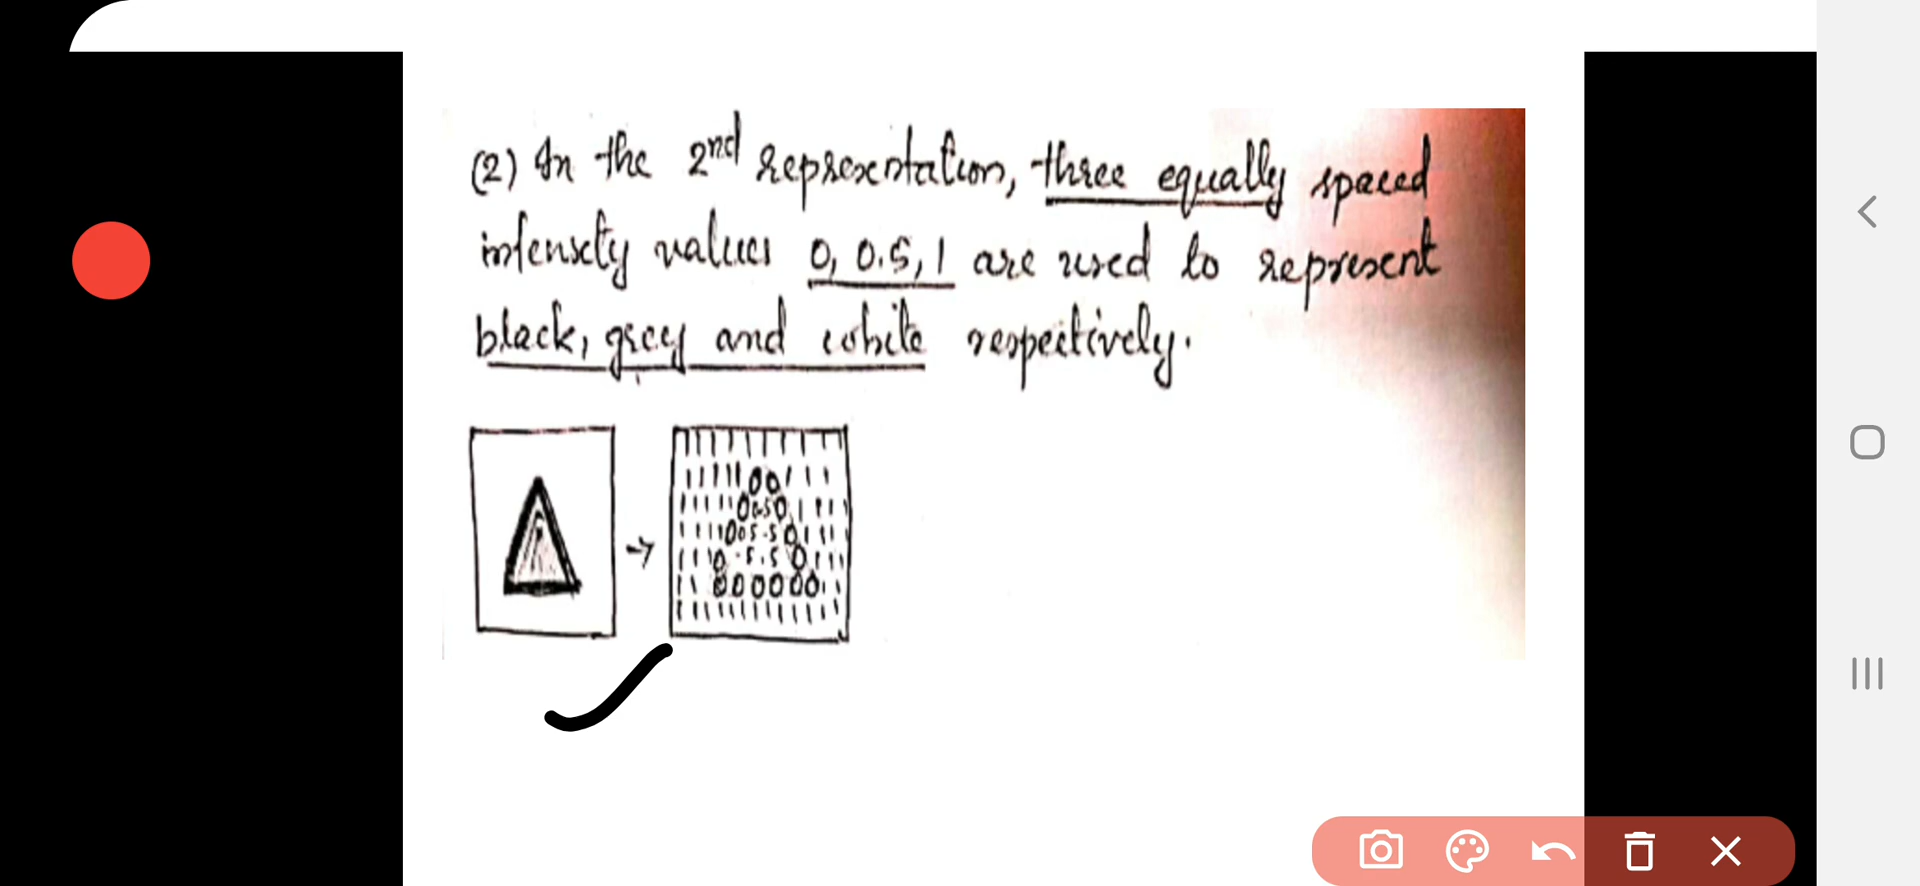 (2) In the 2nd representation, three equally spaced
intensity values 0, 0.5, 1 are used to represent
black, grey and white respectively.